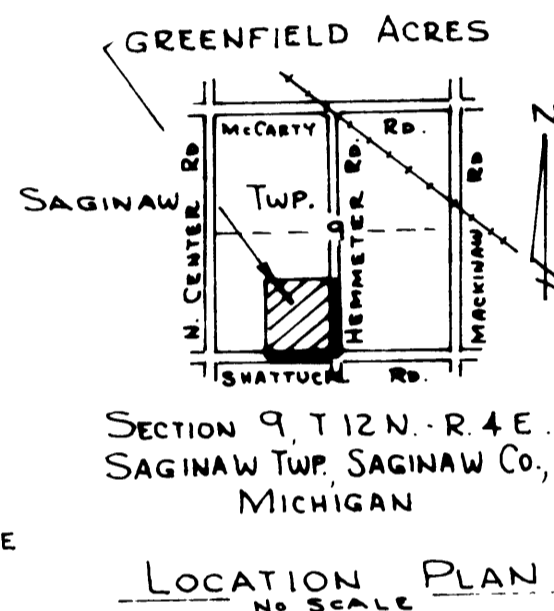 GREENFIELD ACRES
McCARTY RD.
N. CENTER RD
SAGINAW TWP.
HEMMETER RD.
MACKINAW RD
9
N
SHATTUCK RD.
SECTION 9, T 12 N. - R. 4 E.
SAGINAW TWP., SAGINAW CO.,
MICHIGAN
E
LOCATION PLAN
NO SCALE